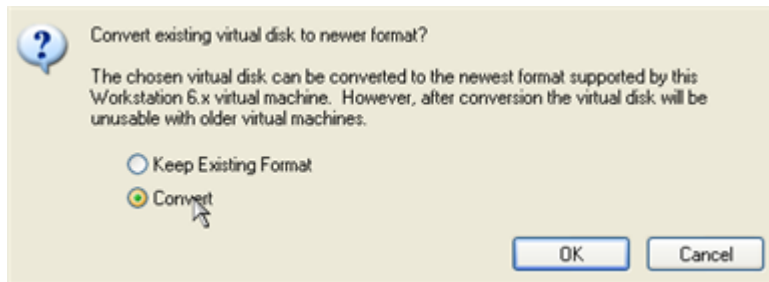 Convert existing virtual disk to newer format?
The chosen virtual disk can be converted to the newest format supported by this
Workstation 6.x virtual machine. However, after conversion the virtual disk will be
unusable with older virtual machines.
Keep Existing Format
Convert
OK Cancel